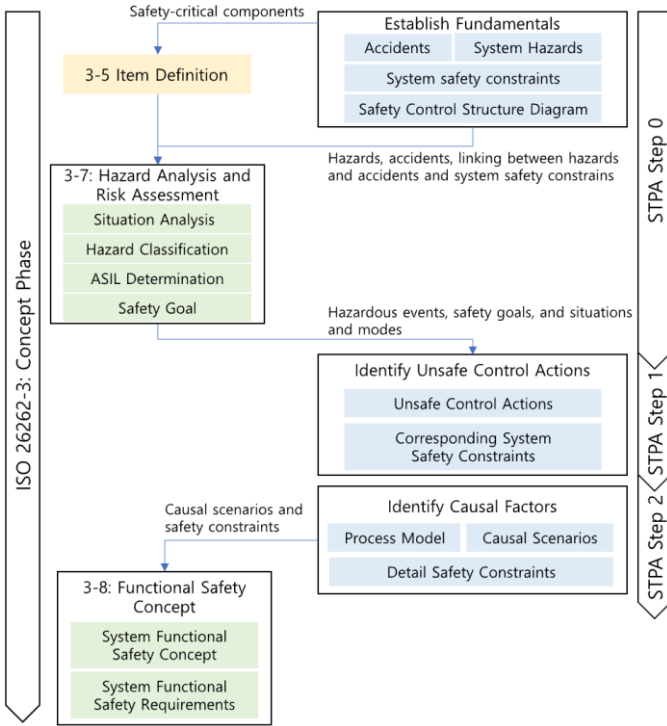 Safety-critical components
Establish Fundamentals
Accidents
System Hazards
System safety constraints
Safety Control Structure Diagram
3-5 Item Definition
Hazards, accidents, linking between hazards
and accidents and system safety constrains
3-7: Hazard Analysis and
Risk Assessment
Situation Analysis
Hazard Classification
ASIL Determination
Safety Goal
Hazardous events, safety goals, and situations
and modes
Identify Unsafe Control Actions
Unsafe Control Actions
Corresponding System
Safety Constraints
Identify Causal Factors
Process Model
Causal Scenarios
Detail Safety Constraints
Causal scenarios and
safety constraints
3-8: Functional Safety
Concept
System Functional
Safety Concept
System Functional
Safety Requirements
ISO 26262-3: Concept Phase
STPA Step 0
STPA Step 1
STPA Step 2